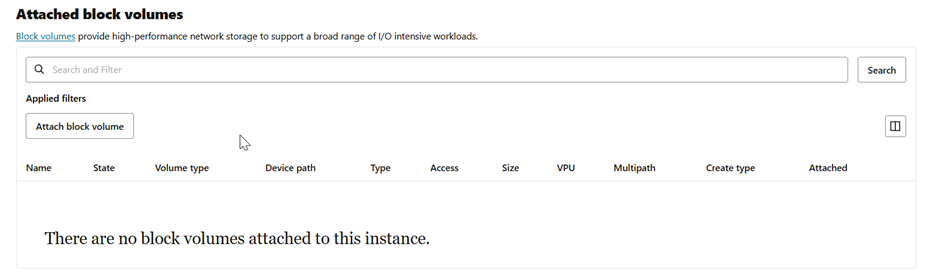 Attached block volumes
Block volumes provide high-performance network storage to support a broad range of I/O intensive workloads.
Search and Filter
Search
Applied filters
Attach block volume
Name State Volume type Device path Type Access Size VPU Multipath Create type Attached
There are no block volumes attached to this instance.